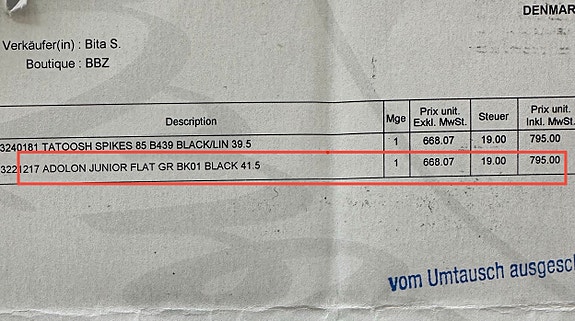 DENMAR
Verkäufer(in) : Bita S.
Boutique : BBZ
Description Mge Prix unit. Exkl. MwSt. Steuer Prix unit. Inkl. MwSt.
3240181 TATOOSH SPIKES 85 B439 BLACK/LIN 39.5 1 668.07 19.00 795.00
3221217 ADOLON JUNIOR FLAT GR BK01 BLACK 41.5 1 668.07 19.00 795.00
vom Umtausch ausgesch